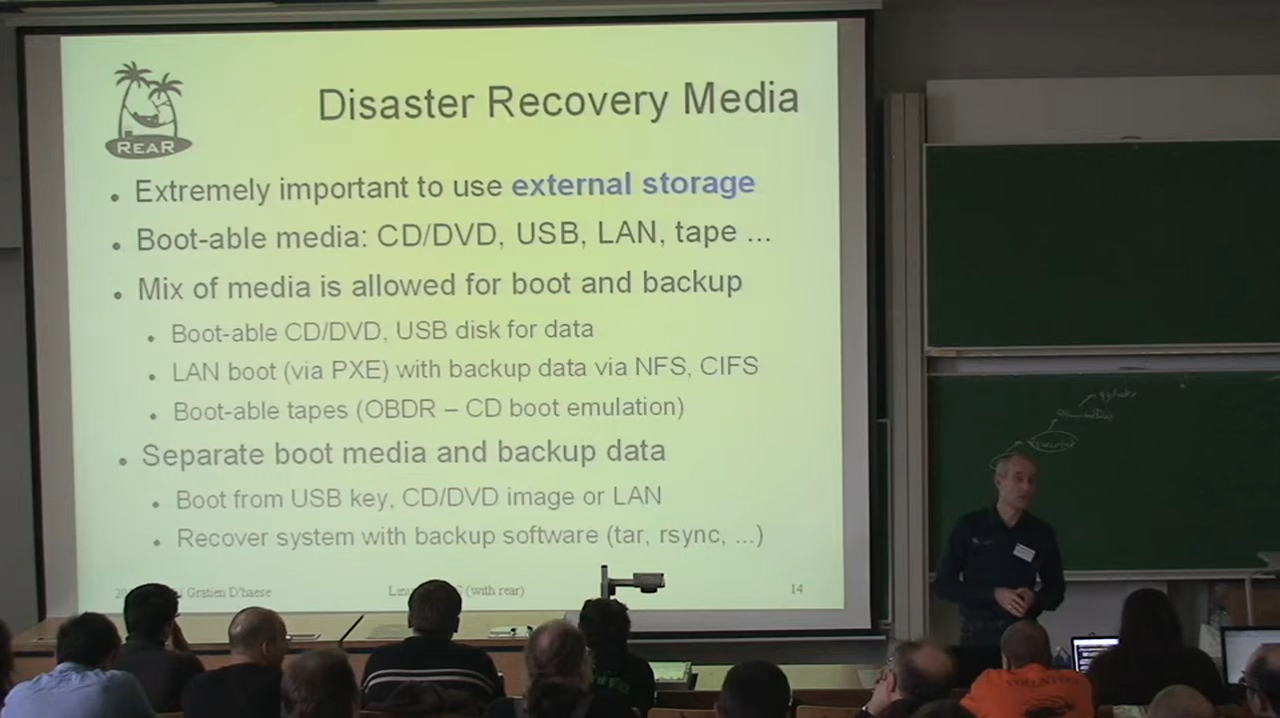 REAR
Disaster Recovery Media
• Extremely important to use external storage
• Boot-able media: CD/DVD, USB, LAN, tape ...
• Mix of media is allowed for boot and backup
• Boot-able CD/DVD, USB disk for data
• LAN boot (via PXE) with backup data via NFS, CIFS
• Boot-able tapes (OBDR – CD boot emulation)
• Separate boot media and backup data
• Boot from USB key, CD/DVD image or LAN
• Recover system with backup software (tar, rsync, ...)
Gratien D'haese
(with rear)
14